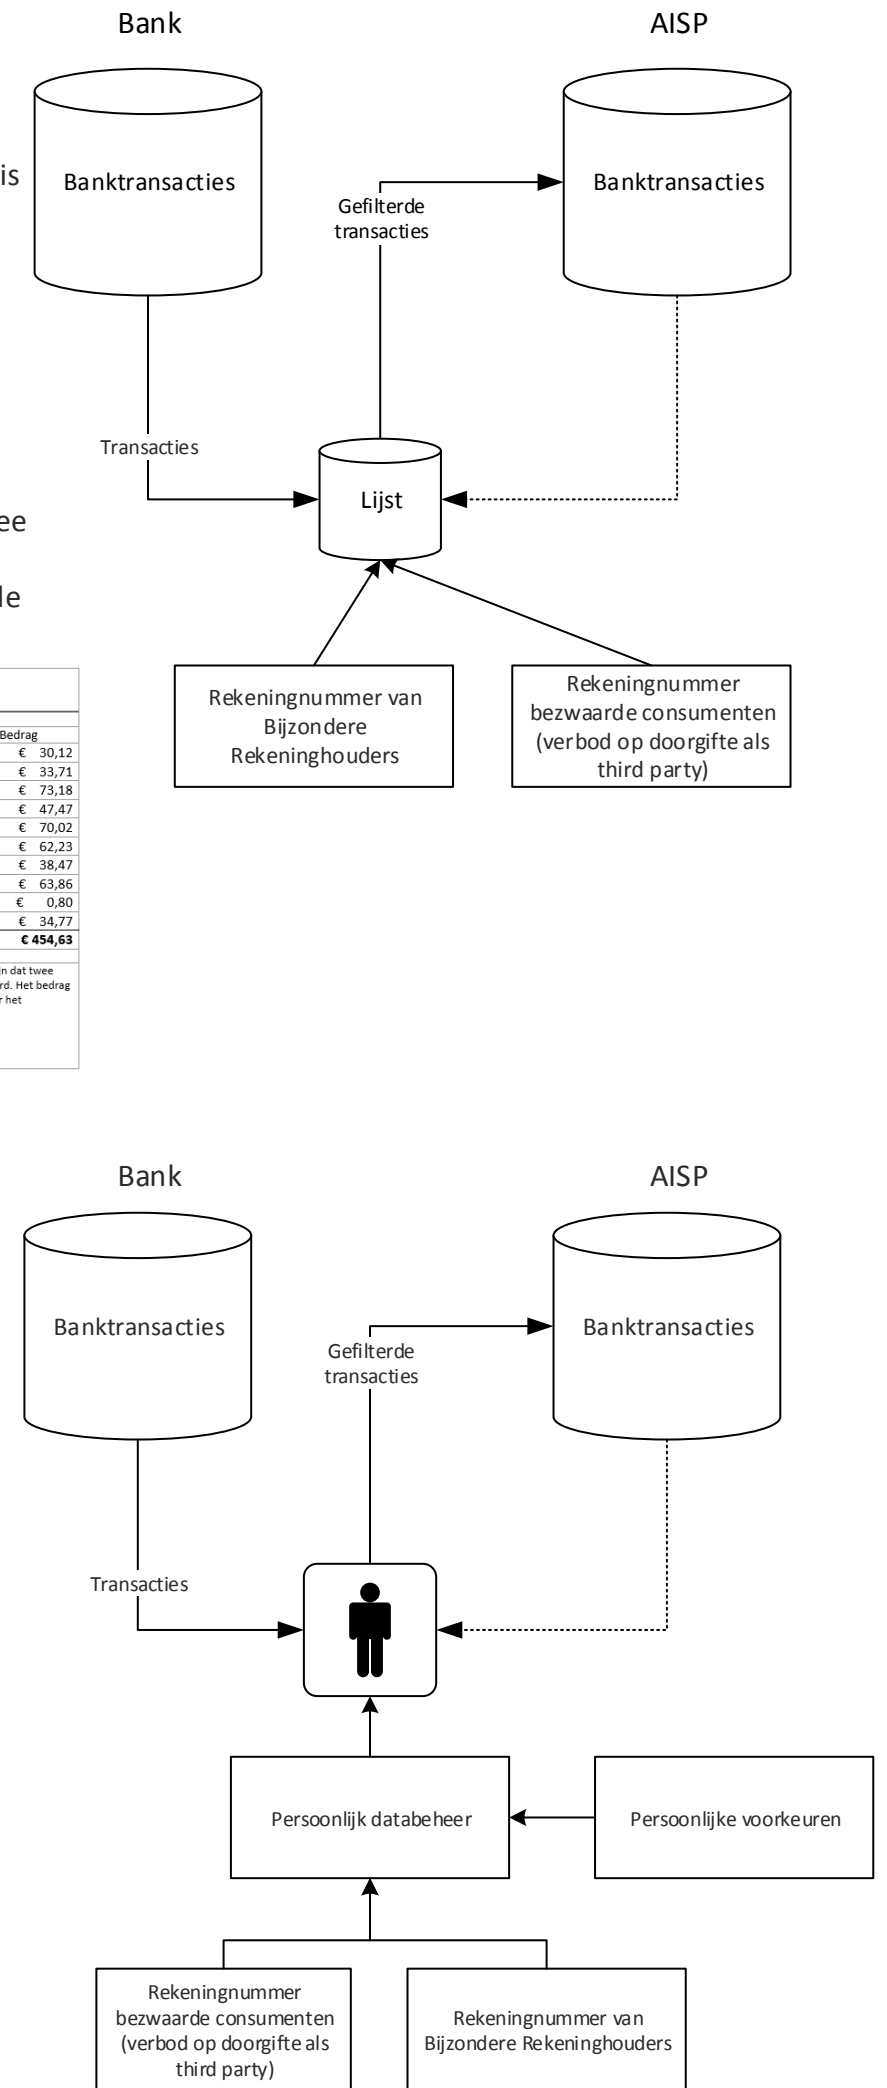 Bank
AISP
is
Banktransacties
Banktransacties
Gefilterde
transacties
Transacties
Lijst
ee
le
Rekeningnummer van
Bijzondere
Rekeninghouders
Rekeningnummer
bezwaarde consumenten
(verbod op doorgifte als
third party)
Bedrag
€ 30,12
€ 33,71
€ 73,18
€ 47,47
€ 70,02
€ 62,23
€ 38,47
€ 63,86
€ 0,80
€ 34,77
€ 454,63
jn dat twee
rd. Het bedrag
r het
Bank
AISP
Banktransacties
Banktransacties
Gefilterde
transacties
Transacties
Persoonlijk databeheer
Persoonlijke voorkeuren
Rekeningnummer
bezwaarde consumenten
(verbod op doorgifte als
third party)
Rekeningnummer van
Bijzondere Rekeninghouders